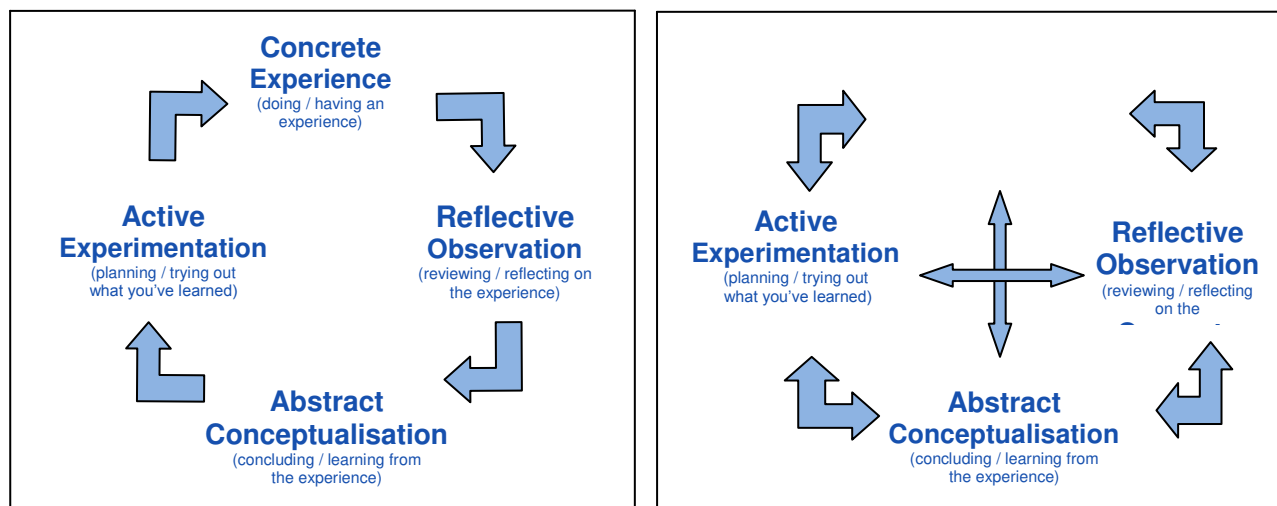 Concrete
Experience
(doing / having an
experience)
Active
Experimentation
(planning / trying out
what you've learned)
Reflective
Observation
(reviewing / reflecting on
the experience)
Abstract
Conceptualisation
(concluding / learning from
the experience)
Active
Experimentation
(planning / trying out
what you've learned)
Reflective
Observation
(reviewing / reflecting
on the
Abstract
Conceptualisation
(concluding / learning from
the experience)